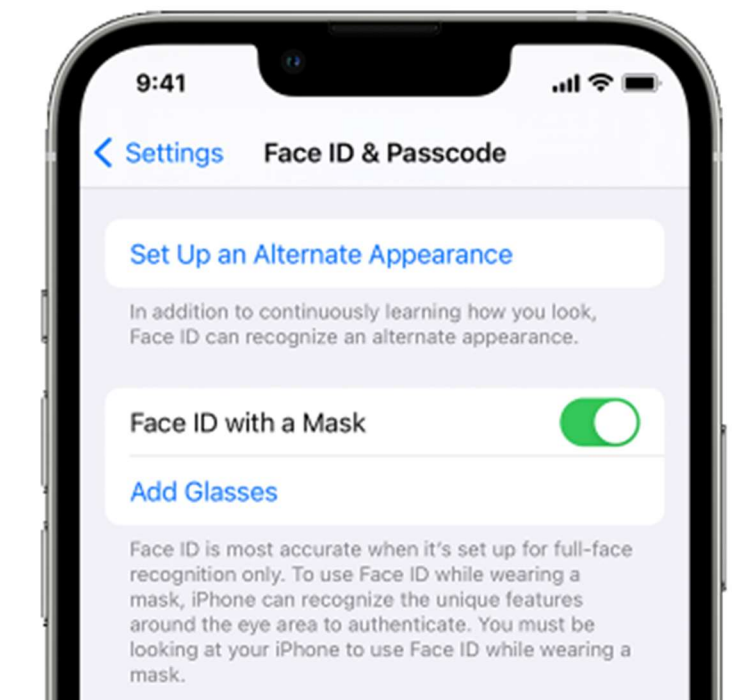 9:41
Settings
Face ID & Passcode
Set Up an Alternate Appearance
In addition to continuously learning how you look,
Face ID can recognize an alternate appearance.
Face ID with a Mask
Add Glasses
Face ID is most accurate when it's set up for full-face
recognition only. To use Face ID while wearing a
mask, iPhone can recognize the unique features
around the eye area to authenticate. You must be
looking at your iPhone to use Face ID while wearing a
mask.